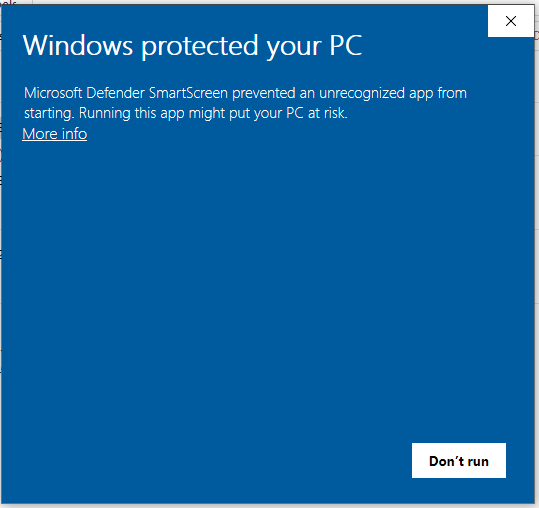 Windows protected your PC
Microsoft Defender SmartScreen prevented an unrecognized app from
starting. Running this app might put your PC at risk.
More info
Don't run